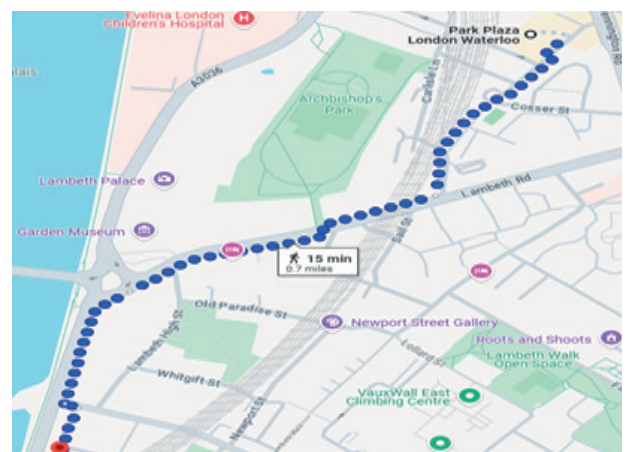 Evelina London
Children's Hospital
Park Plaza
London Waterloo
A3036
Carlisle Ln
Archbishop's
Park
Cosser St
Lambeth Palace
Lambeth Rd
Garden Museum
Sail St
15 min
0.7 miles
Old Paradise St
Newport Street Gallery
Lambeth High St
Lollard St
Roots and Shoots
Lambeth Walk
Open Space
Whitgift St
VauxWall East
Climbing Centre
Newport St